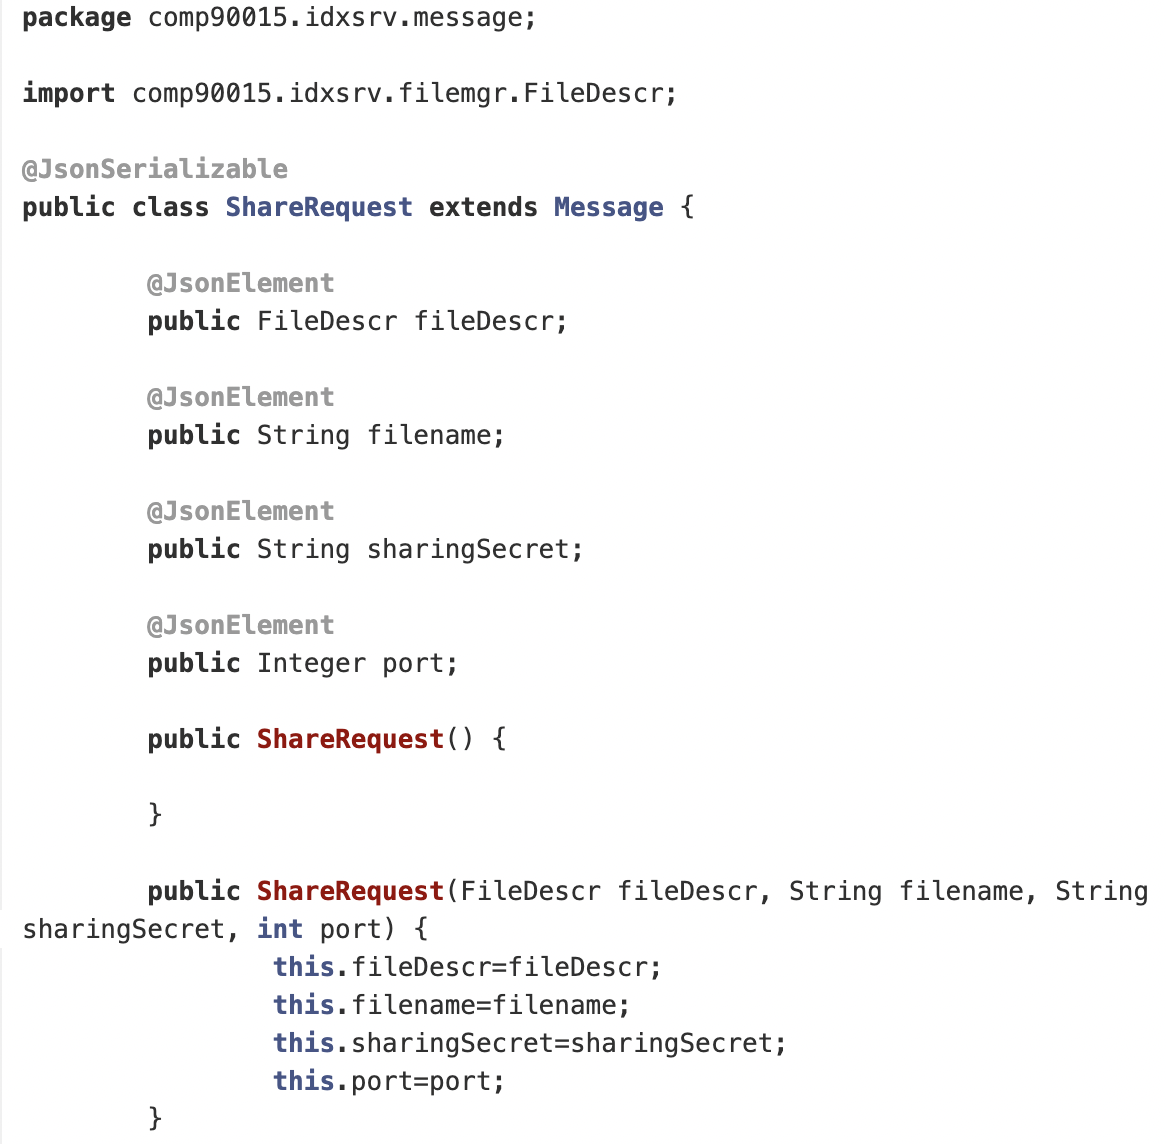 package comp90015.idxsrv.message;
import comp90015.idxsrv.filemgr.FileDescr;
@JsonSerializable
public class ShareRequest extends Message {
@JsonElement
public FileDescr fileDescr;
@JsonElement
public String filename;
@JsonElement
public String sharingSecret;
@JsonElement
public Integer port;
public ShareRequest() {
}
public ShareRequest(FileDescr fileDescr, String filename, String
sharingSecret, int port) {
this.fileDescr=fileDescr;
this.filename=filename;
this.sharingSecret=sharingSecret;
this.port=port;
}